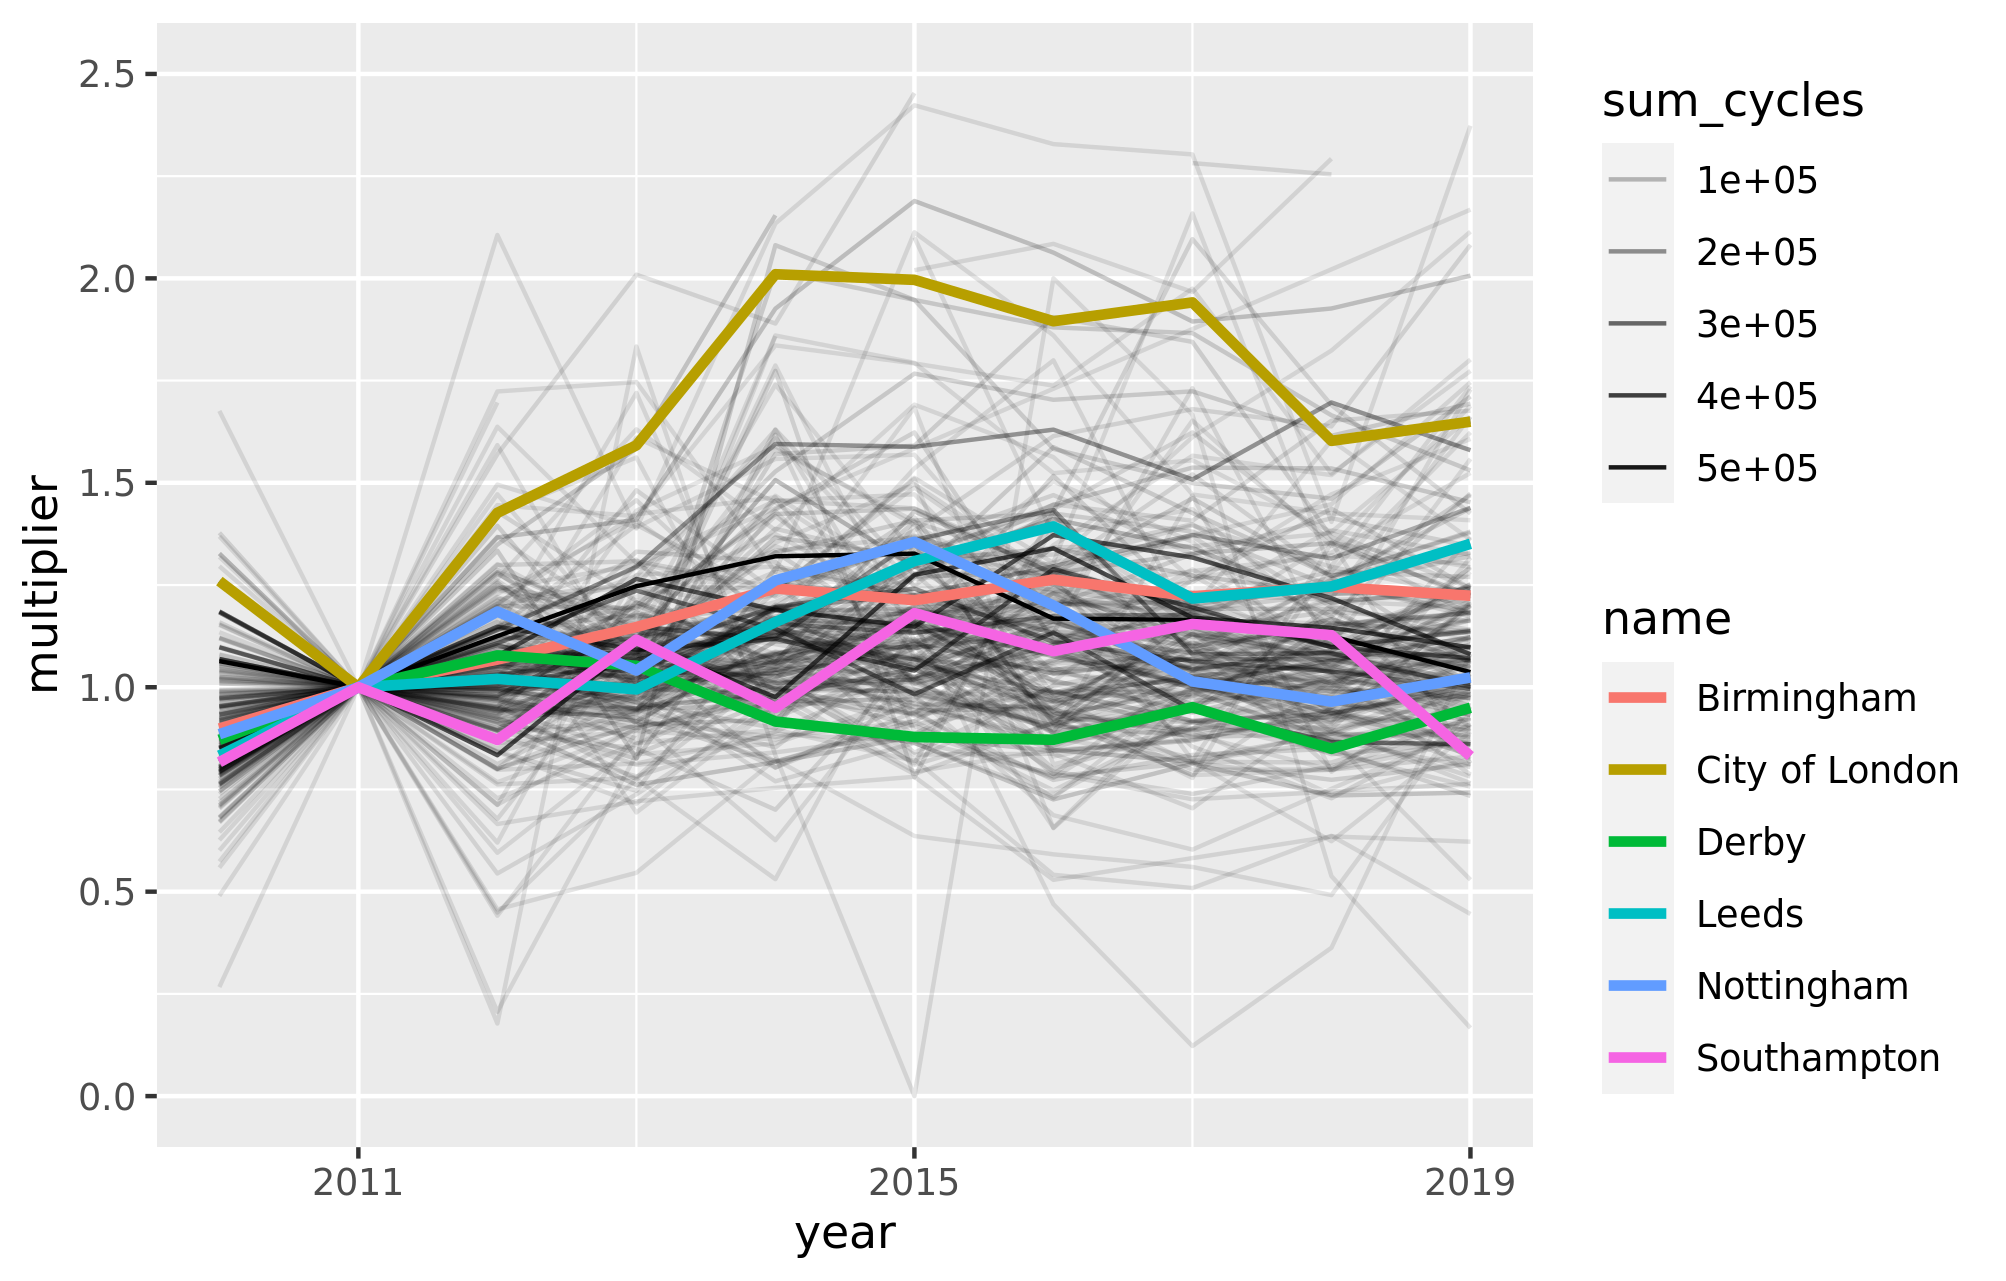 2.5
2.0
1.5
1.0
0.5
0.0
multiplier
2011
2015
2019
year
sum_cycles
1e+05
2e+05
3e+05
4e+05
5e+05
name
Birmingham
City of London
Derby
Leeds
Nottingham
Southampton